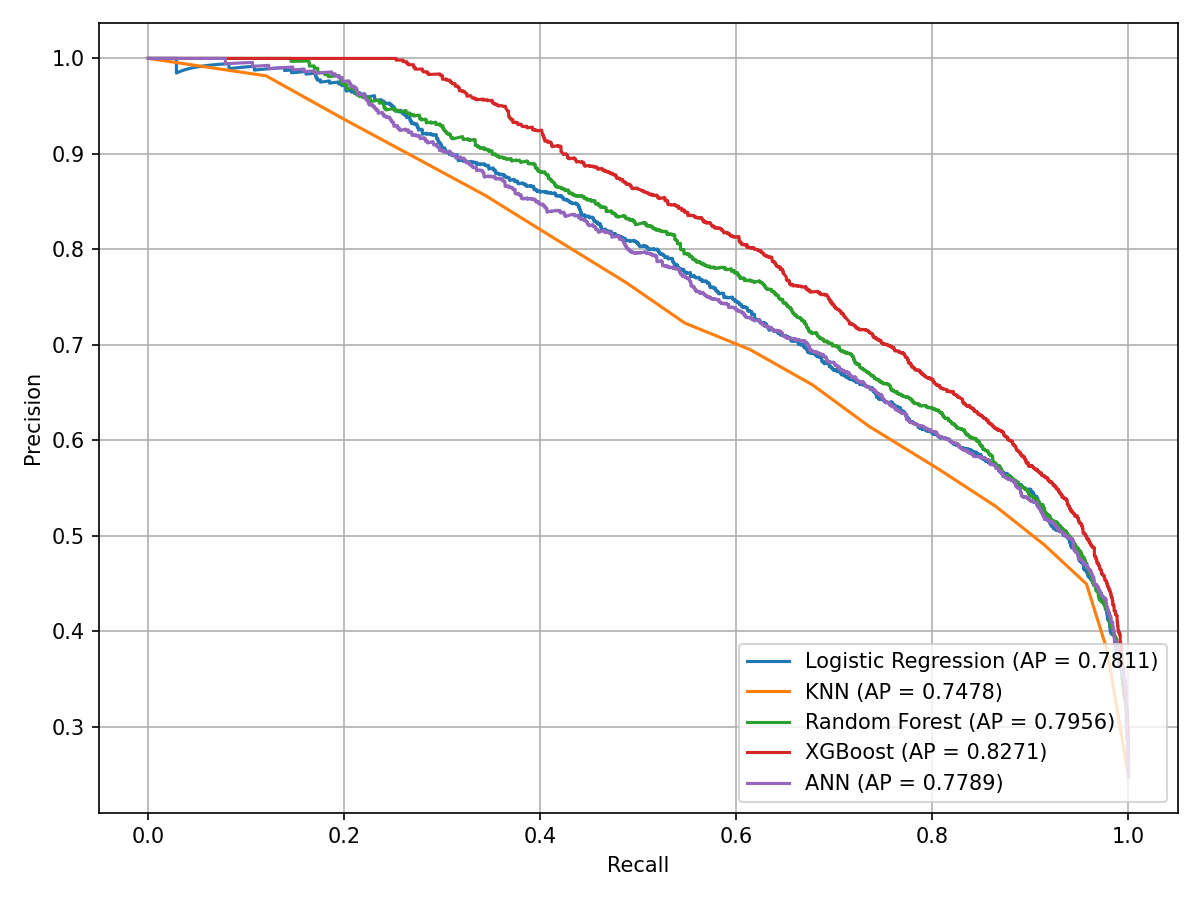 1.0
0.9
0.8
0.7
0.6
0.5
0.4
0.3
Precision
Logistic Regression (AP = 0.7811)
KNN (AP = 0.7478)
Random Forest (AP = 0.7956)
XGBoost (AP = 0.8271)
ANN (AP = 0.7789)
0.0 0.2 0.4 0.6 0.8 1.0
Recall